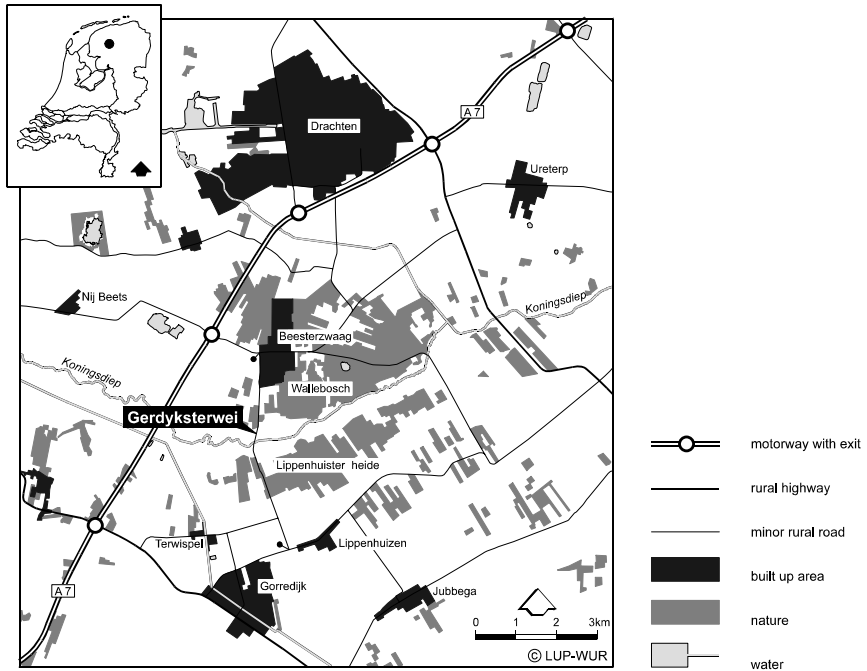 Drachten
A 7
Ureterp
Nij Beets
Koningsdiep
Beesterzwaag
Koningsdiep
Wallebosch
Gerdyksterwei
Lippenhuister heide
Terwispel
Lippenhuizen
A 7
Gorredijk
Jubbega
0 1 2 3km
© LUP-WUR
motorway with exit
rural highway
minor rural road
built up area
nature
water